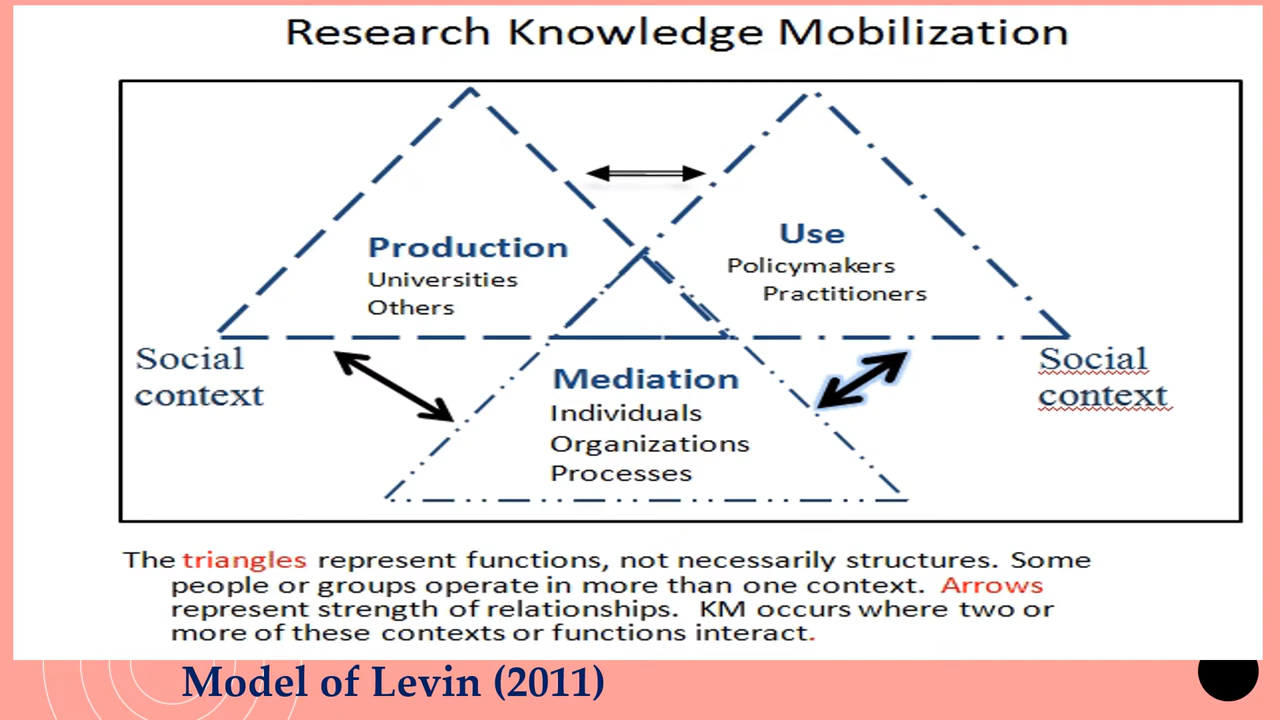 Research Knowledge Mobilization
Production
Universities
Others
Use
Policymakers
Practitioners
Social
context
Social
context
Mediation
Individuals
Organizations
Processes
The triangles represent functions, not necessarily structures. Some
people or groups operate in more than one context. Arrows
represent strength of relationships. KM occurs where two or
more of these contexts or functions interact.
Model of Levin (2011)